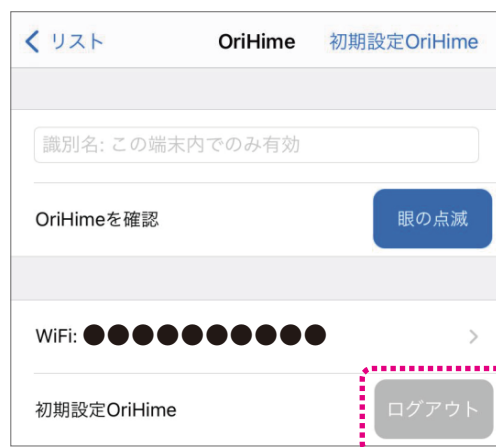 リスト OriHime 初期設定OriHime
識別名: この端末内でのみ有効
OriHimeを確認 眼の点滅
WiFi: ●●●●●●●●●●
初期設定OriHime ログアウト